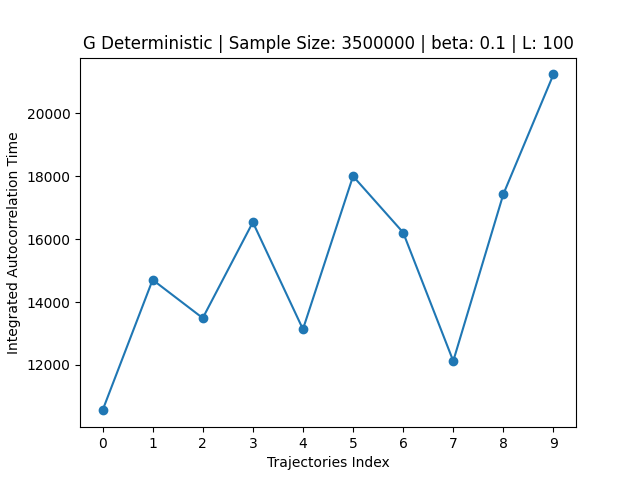 G Deterministic | Sample Size: 3500000 | beta: 0.1 | L: 100
Integrated Autocorrelation Time
20000
18000
16000
14000
12000
0 1 2 3 4 5 6 7 8 9
Trajectories Index